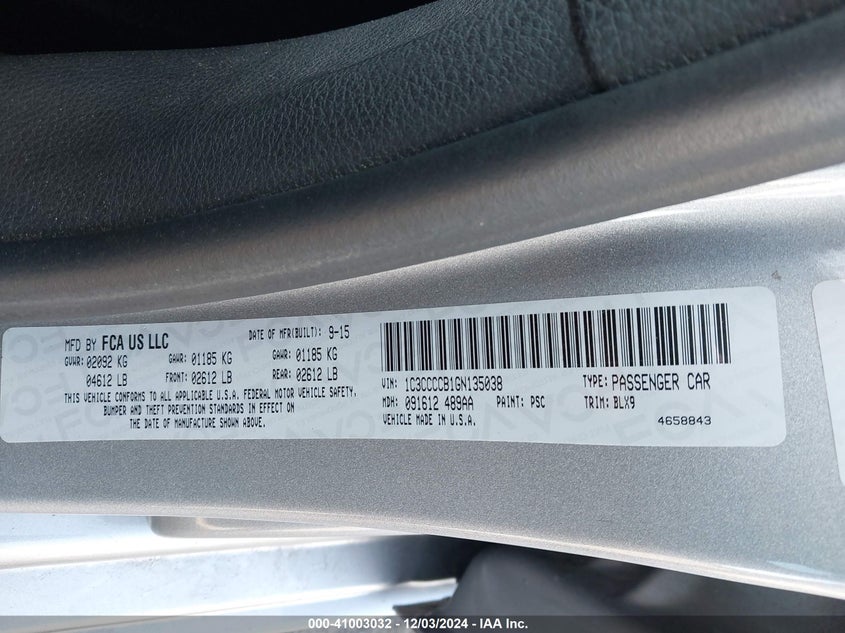 MFD BY FCA US LLC DATE OF MFR(BUILT): 9-15
GVWR: 02092 KG GAWR: 01185 KG GAWR: 01185 KG
04612 LB FRONT: 02612 LB REAR: 02612 LB
THIS VEHICLE CONFORMS TO ALL APPLICABLE U.S.A. FEDERAL MOTOR VEHICLE SAFETY,
BUMPER AND THEFT PREVENTION STANDARDS IN EFFECT ON
THE DATE OF MANUFACTURE SHOWN ABOVE.
VIN: 1C3CCCCB1GN135038 TYPE: PASSENGER CAR
MDH: 091612 489AA PAINT: PSC TRIM: BLX9
VEHICLE MADE IN U.S.A. 4658843
000-41003032 - 12/03/2024 - IAA Inc.